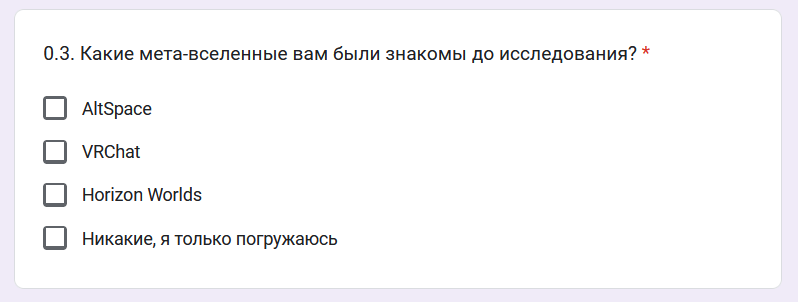 0.3. Какие мета-вселенные вам были знакомы до исследования? *
AltSpace
VRChat
Horizon Worlds
Никакие, я только погружаюсь